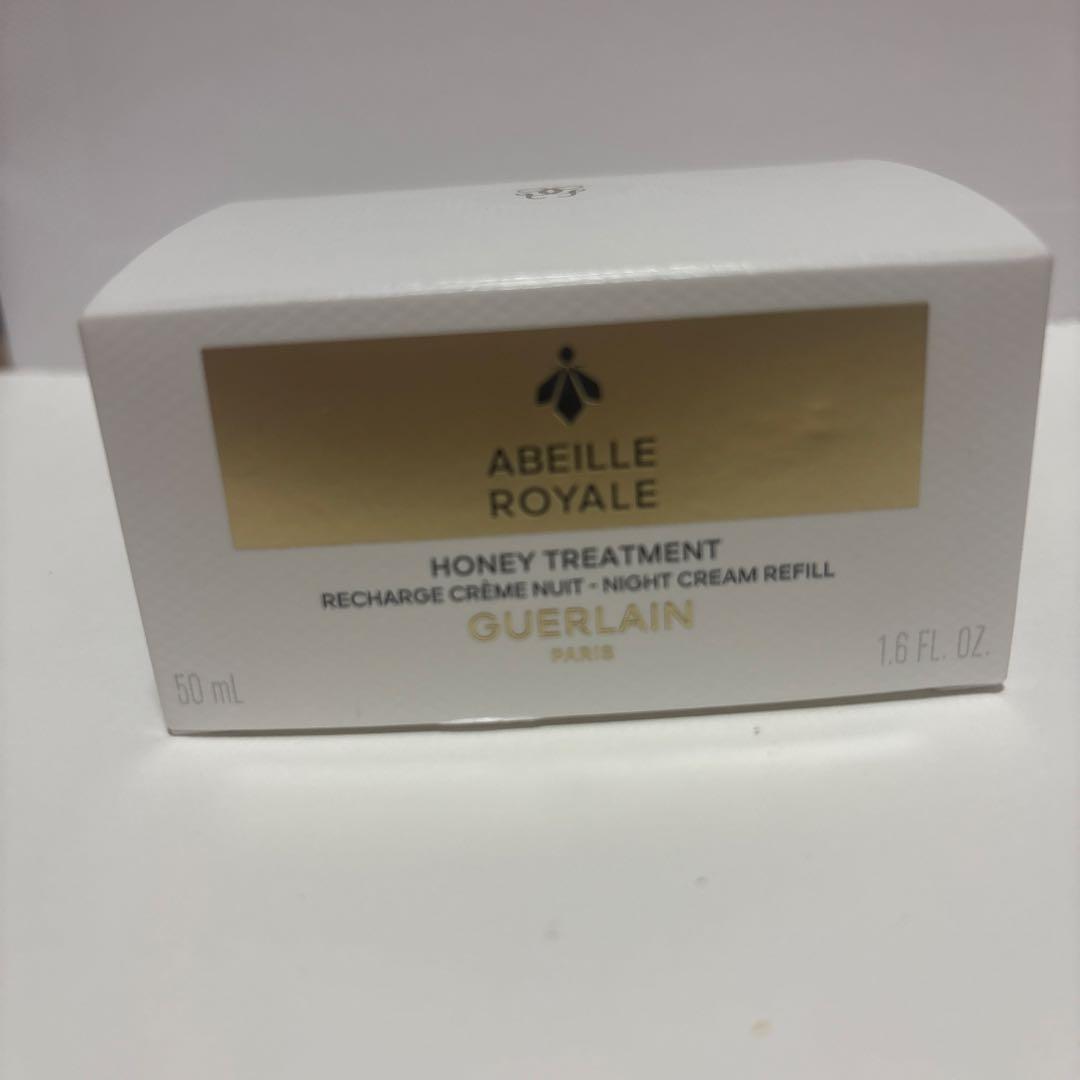 ABEILLE
ROYALE
HONEY TREATMENT
RECHARGE CRÈME NUIT - NIGHT CREAM REFILL
GUERLAIN
PARIS
50 mL
1.6 FL. OZ.